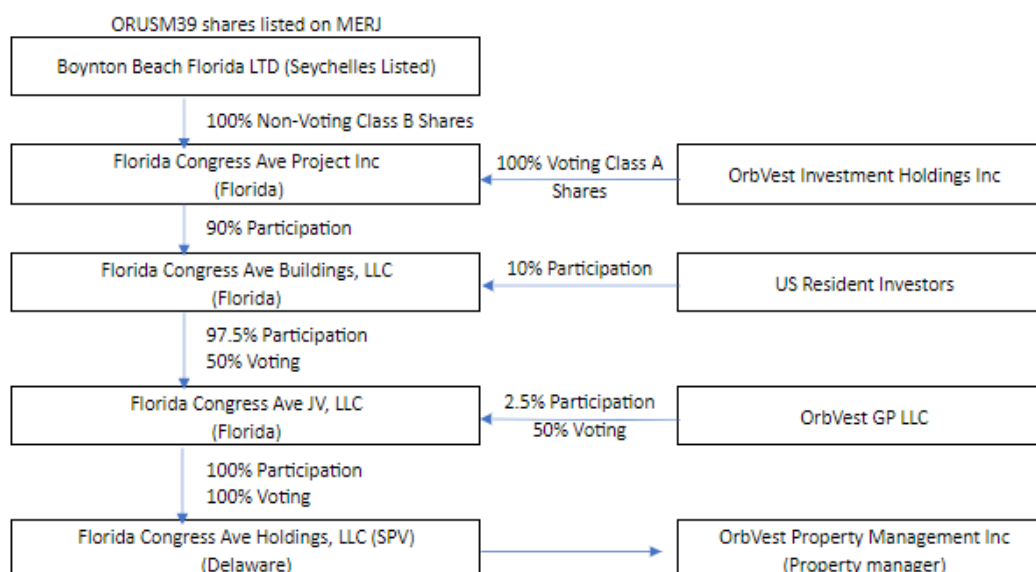 ORUSM39 shares listed on MERJ
Boynton Beach Florida LTD (Seychelles Listed)
100% Non-Voting Class B Shares
Florida Congress Ave Project Inc
(Florida)
100% Voting Class A
Shares
OrbVest Investment Holdings Inc
90% Participation
Florida Congress Ave Buildings, LLC
(Florida)
10% Participation
US Resident Investors
97.5% Participation
50% Voting
Florida Congress Ave JV, LLC
(Florida)
2.5% Participation
50% Voting
OrbVest GP LLC
100% Participation
100% Voting
Florida Congress Ave Holdings, LLC (SPV)
(Delaware)
OrbVest Property Management Inc
(Property manager)